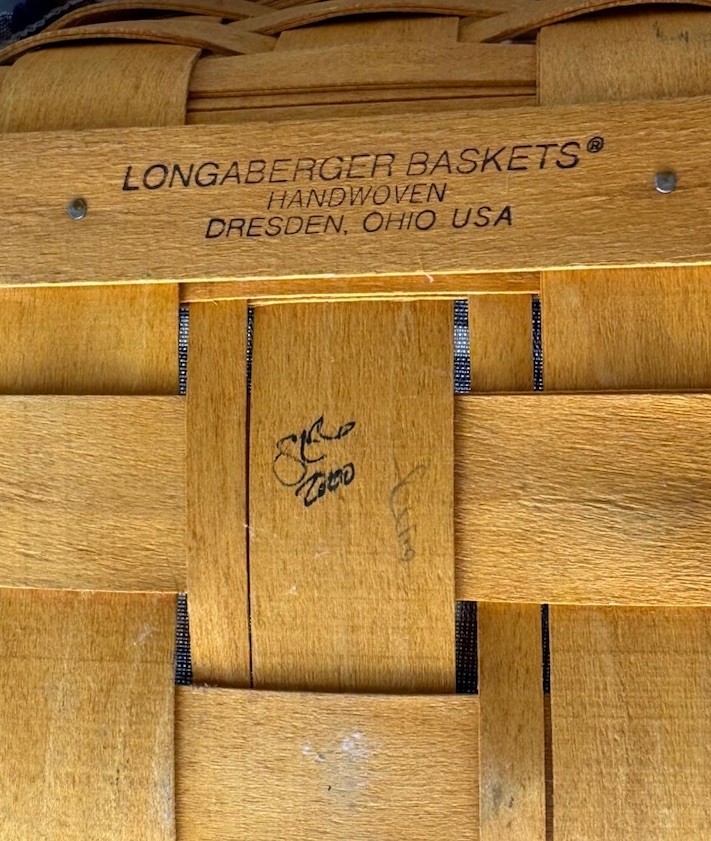 LONGABERGER BASKETS®
HANDWOVEN
DRESDEN, OHIO USA
2000